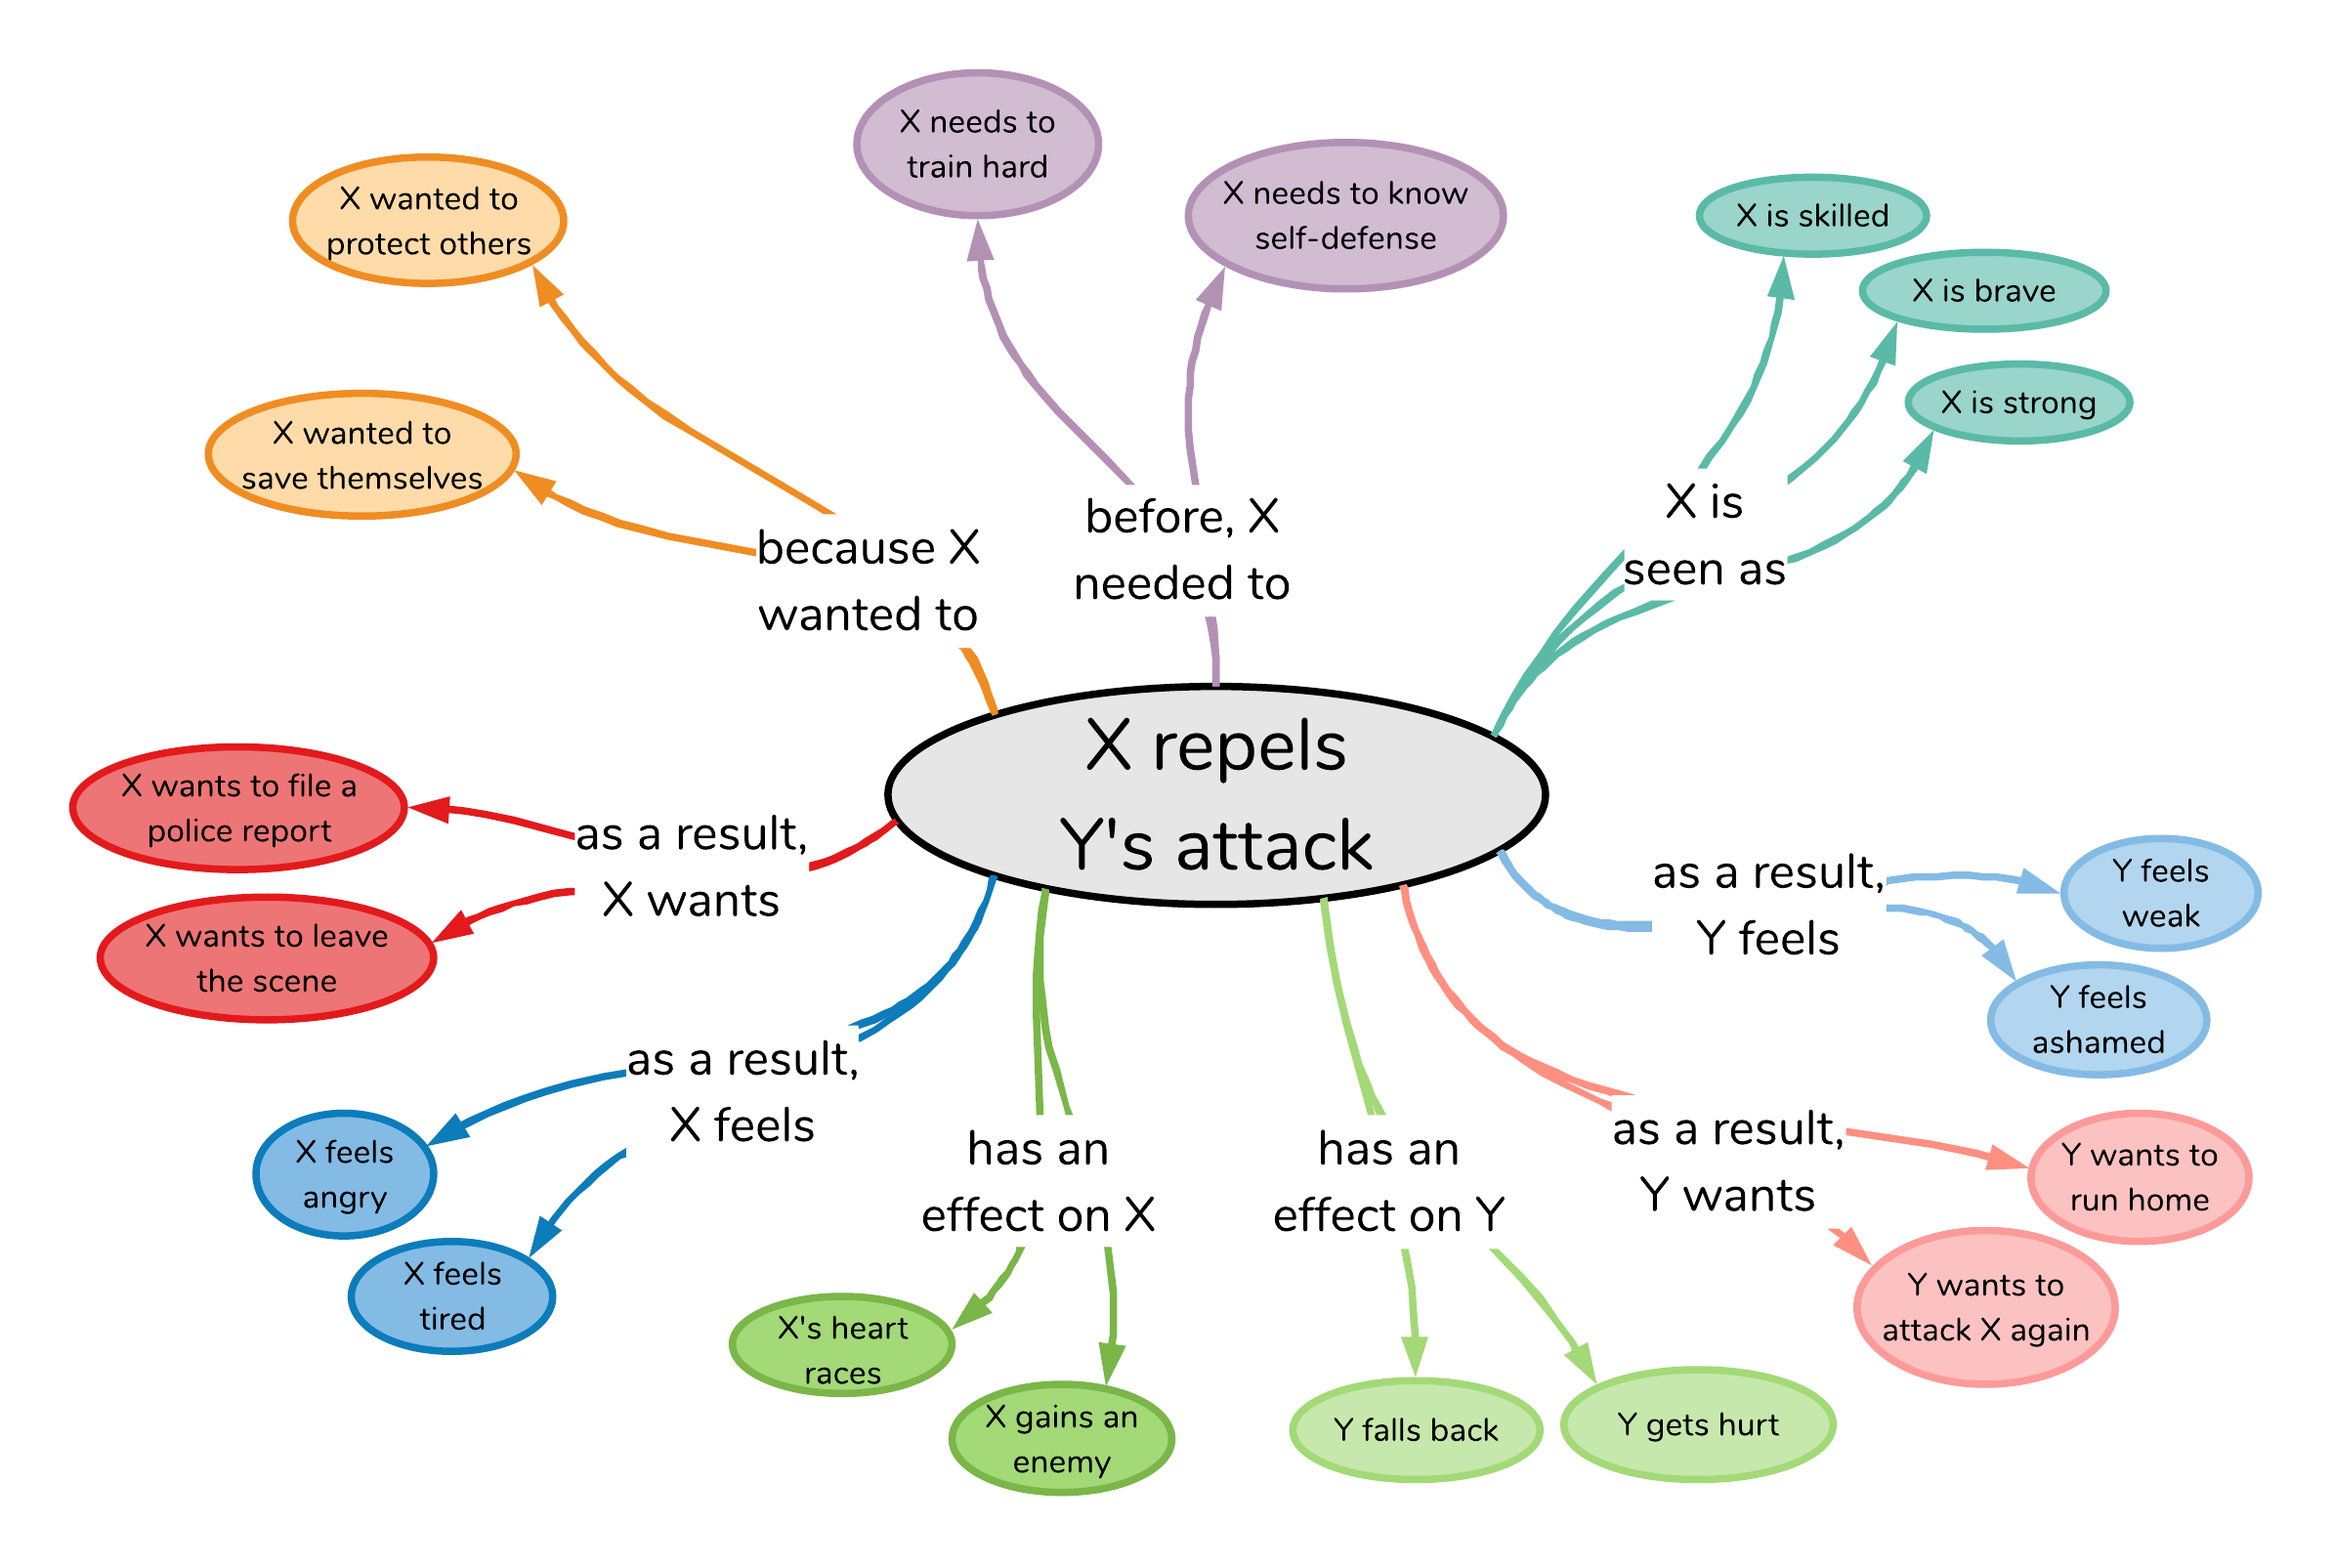 X needs to
train hard
X needs to know
self-defense
X wanted to
protect others
X wanted to
save themselves
because X
wanted to
before, X
needed to
X is skilled
X is brave
X is strong
X is
seen as
X repels
Y's attack
X wants to file a
police report
X wants to leave
the scene
as a result,
X wants
as a result,
X feels
X feels
angry
X feels
tired
has an
effect on X
X's heart
races
X gains an
enemy
has an
effect on Y
Y falls back
Y gets hurt
as a result,
Y wants
Y wants to
run home
Y wants to
attack X again
as a result,
Y feels
Y feels
weak
Y feels
ashamed